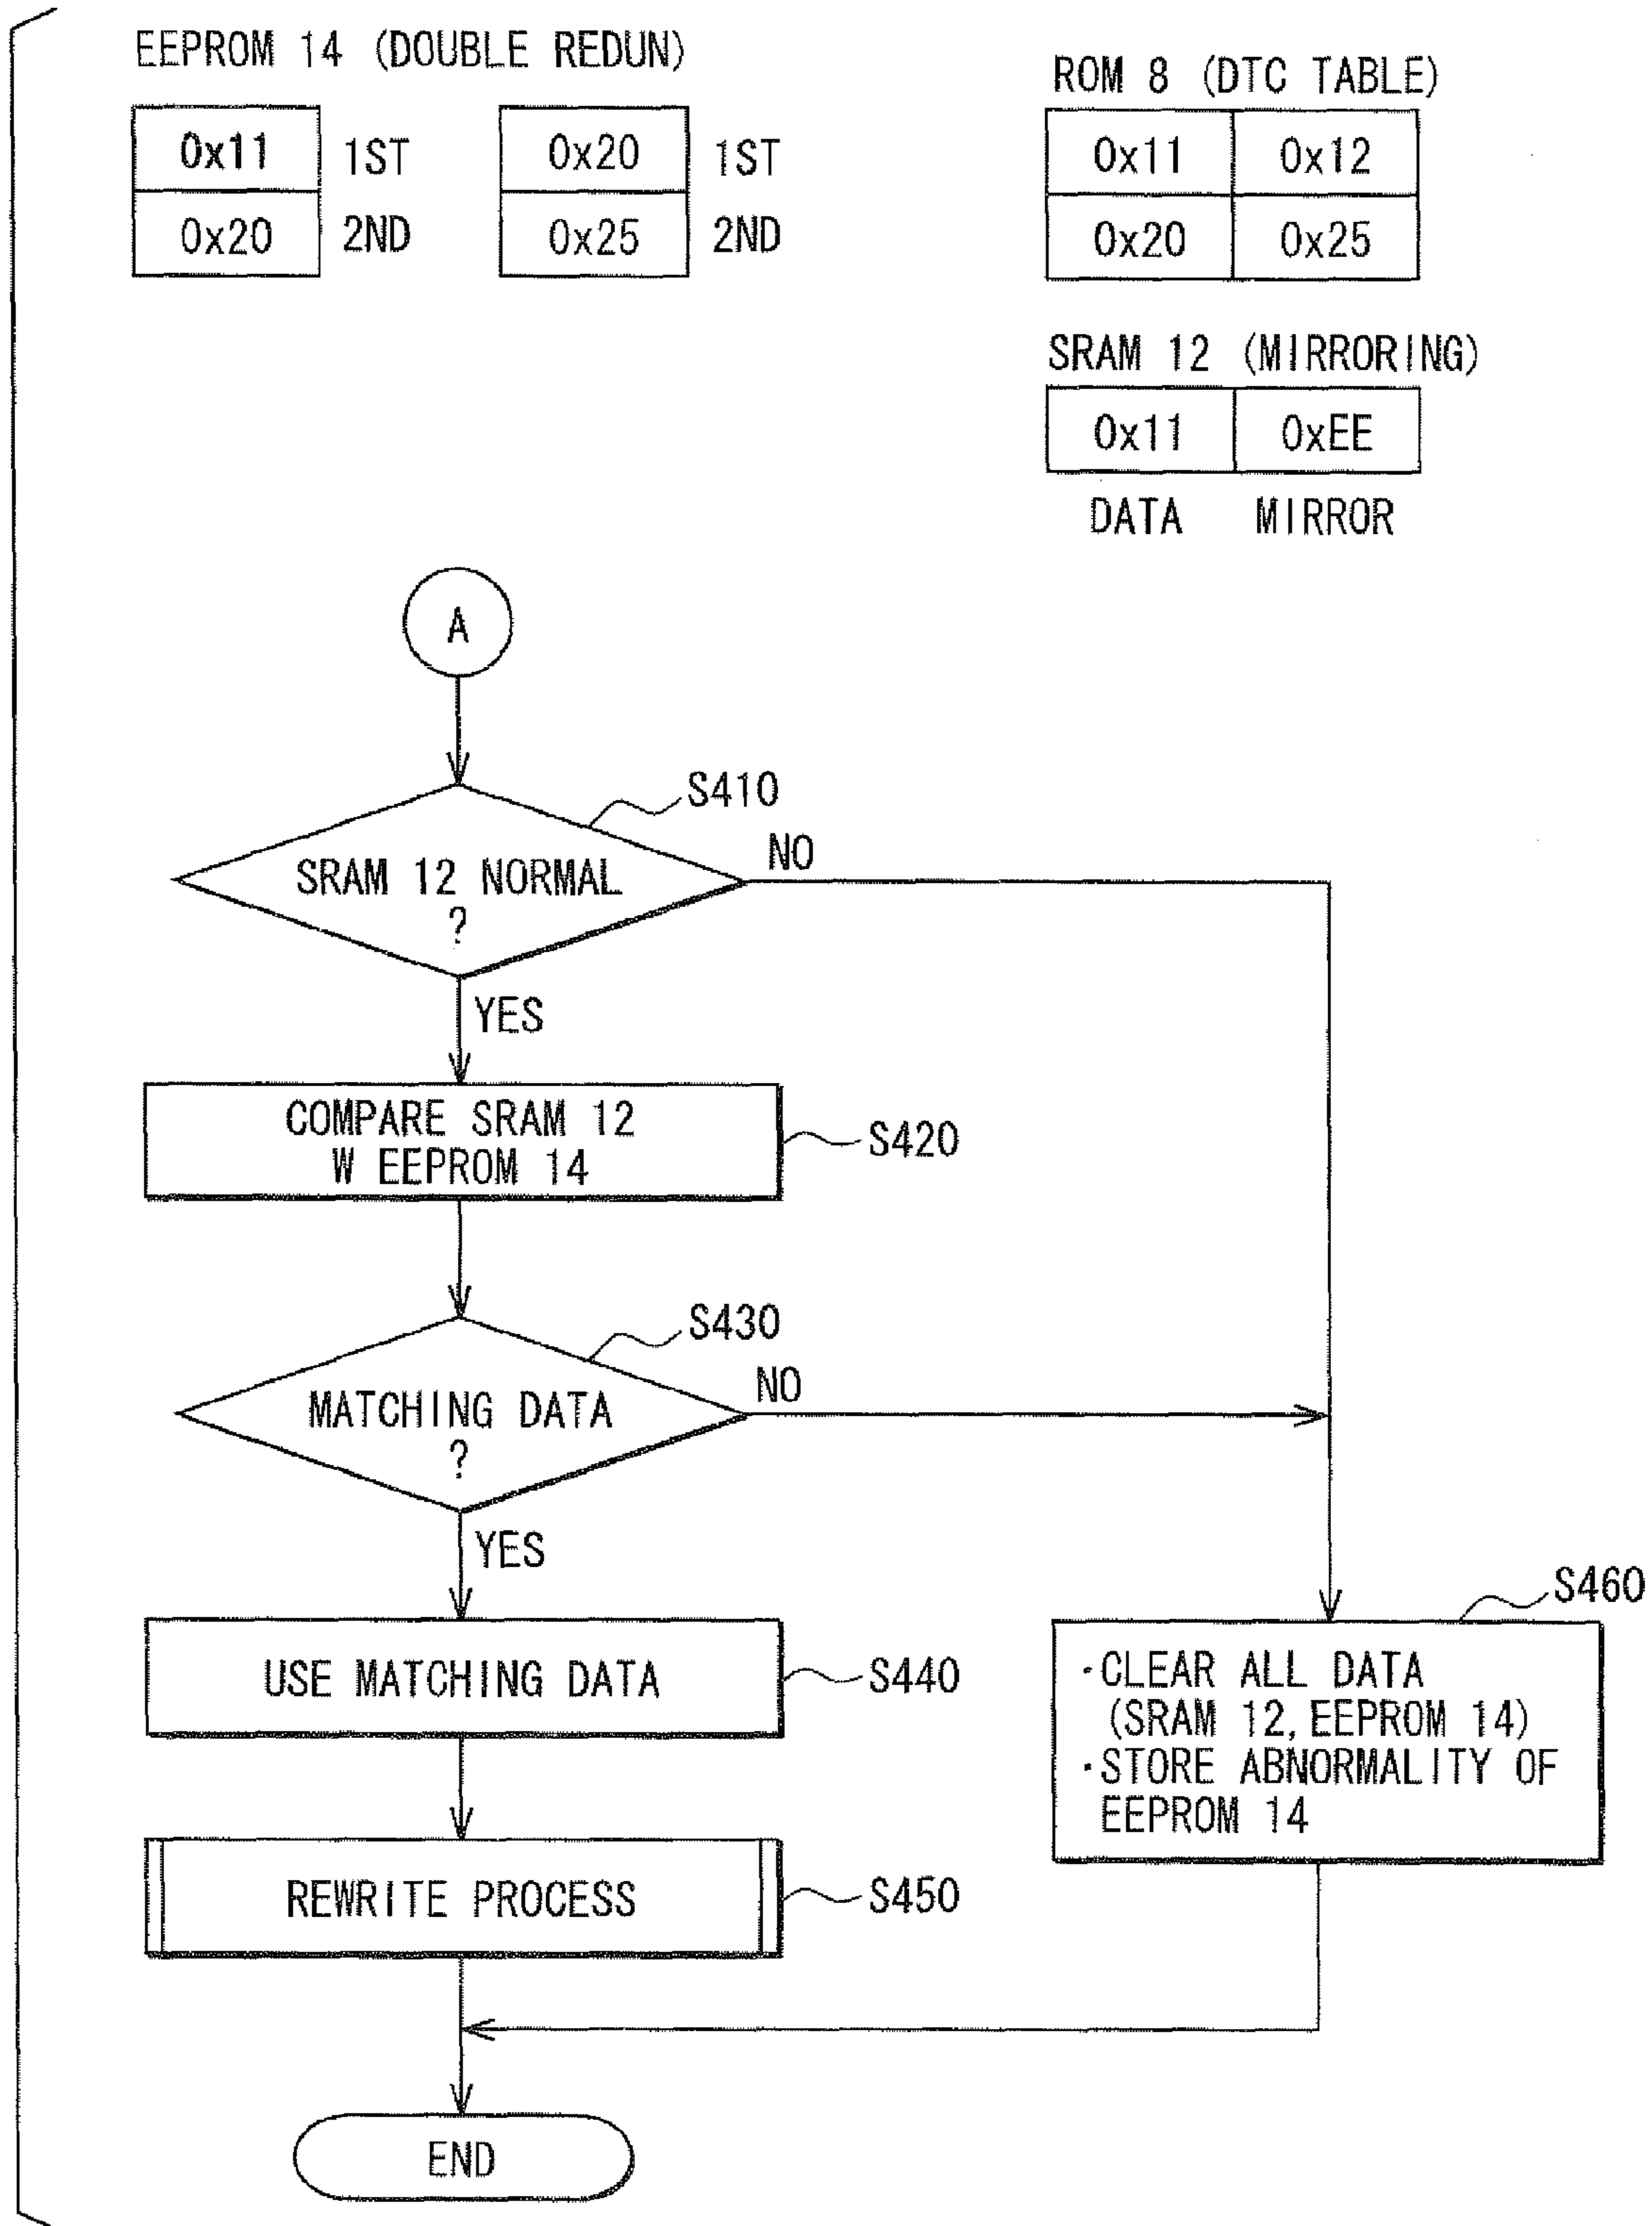 EEPROM 14 (DOUBLE REDUN)
0x11 1ST
0x20 2ND
0x20 1ST
0x25 2ND
ROM 8 (DTC TABLE)
0x11 0x12
0x20 0x25
SRAM 12 (MIRRORING)
0x11 0xEE
DATA MIRROR
A
S410
SRAM 12 NORMAL
?
NO
YES
COMPARE SRAM 12
W EEPROM 14
S420
S430
MATCHING DATA
?
NO
YES
USE MATCHING DATA
S440
S460
·CLEAR ALL DATA
(SRAM 12, EEPROM 14)
·STORE ABNORMALITY OF
EEPROM 14
REWRITE PROCESS
S450
END